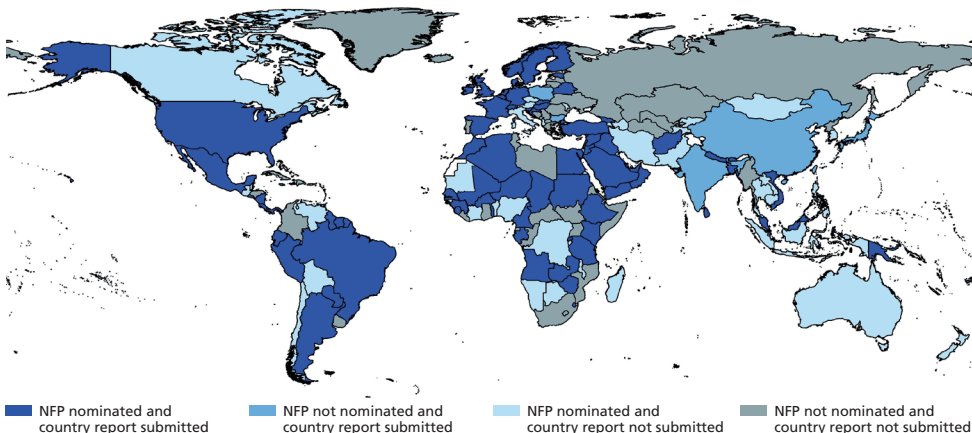 NFP nominated and
country report submitted
NFP not nominated and
country report submitted
NFP nominated and
country report not submitted
NFP not nominated and
country report not submitted